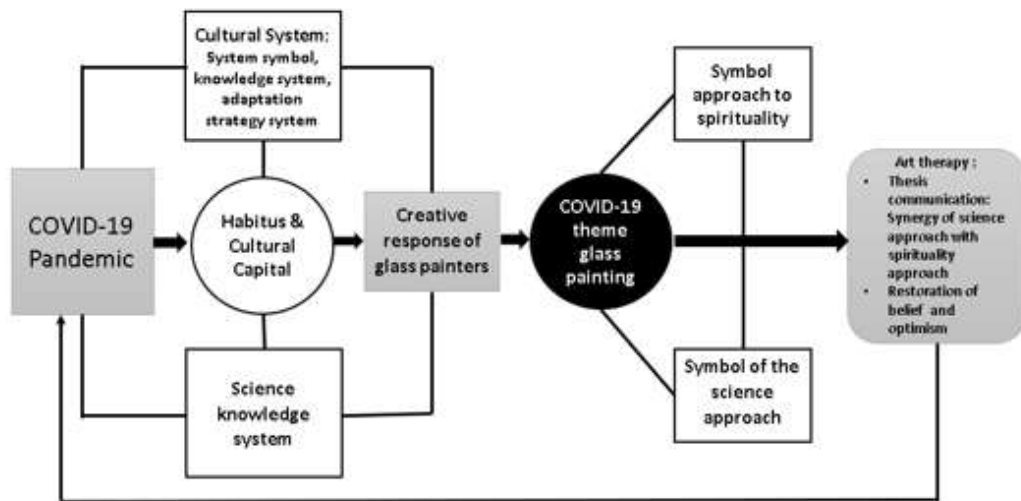 Cultural System:
System symbol,
knowledge system,
adaptation
strategy system
COVID-19
Pandemic
Habitus &
Cultural
Capital
Science
knowledge
system
Creative
response of
glass painters
COVID-19
theme
glass
painting
Symbol
approach to
spirituality
Symbol of the
science
approach
Art therapy :
• Thesis
communication:
Synergy of science
approach with
spirituality
approach
• Restoration of
belief and
optimism